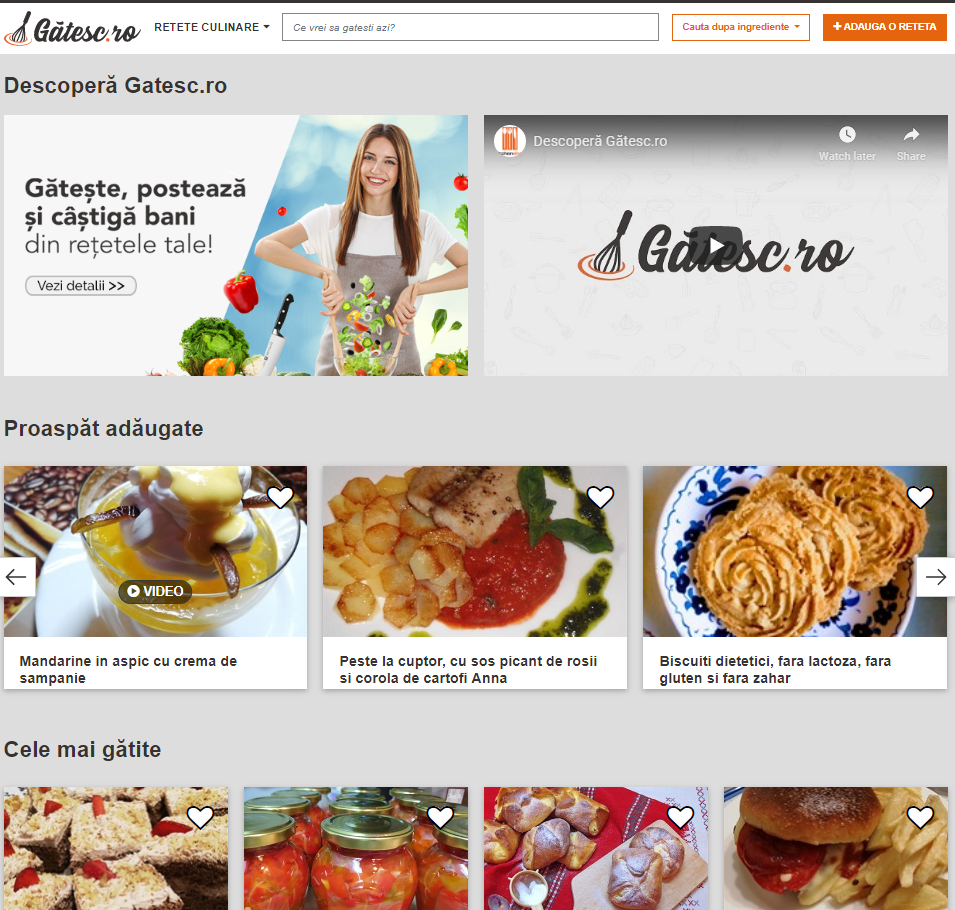 Gătesc.ro
RETETE CULINARE
Ce vrei sa gatesti azi?
Cauta dupa ingrediente
ADAUGA O RETETA
Descoperă Gatesc.ro
Gătește, postează
și câștigă bani
din rețetele tale!
Vezi detalii >>
Descoperă Gătesc.ro
Watch later
Share
Gătesc.ro
Proaspăt adăugate
VIDEO
Mandarine in aspic cu crema de
sampanie
Peste la cuptor, cu sos picant de rosii
si corola de cartofi Anna
Biscuiti dietetici, fara lactoza, fara
gluten si fara zahar
Cele mai gătite